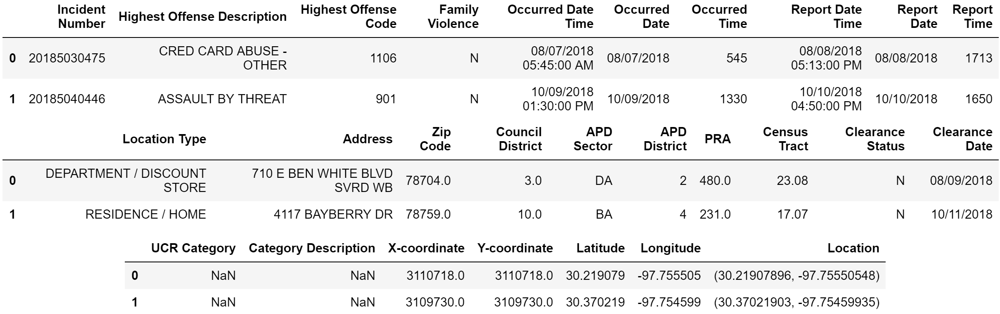 Incident Number Highest Offense Description Highest Offense Code Family Violence Occurred Date Time Occurred Date Occurred Time Report Date Time Report Date Report Time
0 20185030475 CRED CARD ABUSE - OTHER 1106 N 08/07/2018 05:45:00 AM 08/07/2018 545 08/08/2018 05:13:00 PM 08/08/2018 1713
1 20185040446 ASSAULT BY THREAT 901 N 10/09/2018 01:30:00 PM 10/09/2018 1330 10/10/2018 04:50:00 PM 10/10/2018 1650
Location Type Address Zip Code Council District APD Sector APD District PRA Census Tract Clearance Status Clearance Date
0 DEPARTMENT / DISCOUNT STORE 710 E BEN WHITE BLVD SVRD WB 78704.0 3.0 DA 2 480.0 23.08 N 08/09/2018
1 RESIDENCE / HOME 4117 BAYBERRY DR 78759.0 10.0 BA 4 231.0 17.07 N 10/11/2018
UCR Category Category Description X-coordinate Y-coordinate Latitude Longitude Location
0 NaN NaN 3110718.0 3110718.0 30.219079 -97.755505 (30.21907896, -97.75550548)
1 NaN NaN 3109730.0 3109730.0 30.370219 -97.754599 (30.37021903, -97.75459935)